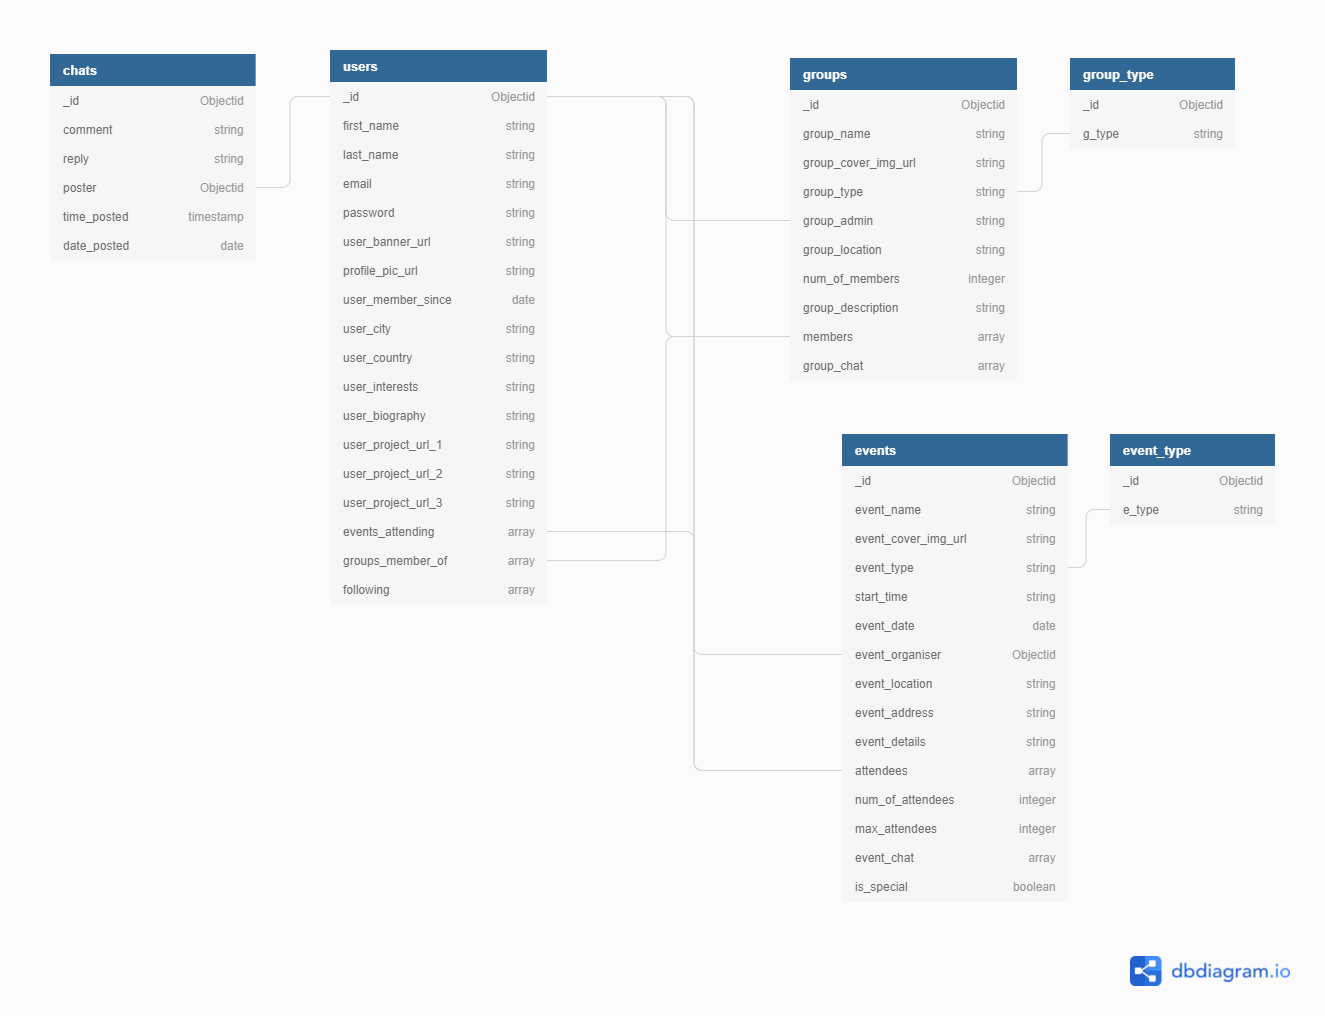 chats
_id Objectid
comment string
reply string
poster Objectid
time_posted timestamp
date_posted date
users
_id Objectid
first_name string
last_name string
email string
password string
user_banner_url string
profile_pic_url string
user_member_since date
user_city string
user_country string
user_interests string
user_biography string
user_project_url_1 string
user_project_url_2 string
user_project_url_3 string
events_attending array
groups_member_of array
following array
groups
_id Objectid
group_name string
group_cover_img_url string
group_type string
group_admin string
group_location string
num_of_members integer
group_description string
members array
group_chat array
group_type
_id Objectid
g_type string
events
_id Objectid
event_name string
event_cover_img_url string
event_type string
start_time string
event_date date
event_organiser Objectid
event_location string
event_address string
event_details string
attendees array
num_of_attendees integer
max_attendees integer
event_chat array
is_special boolean
event_type
_id Objectid
e_type string
dbdiagram.io